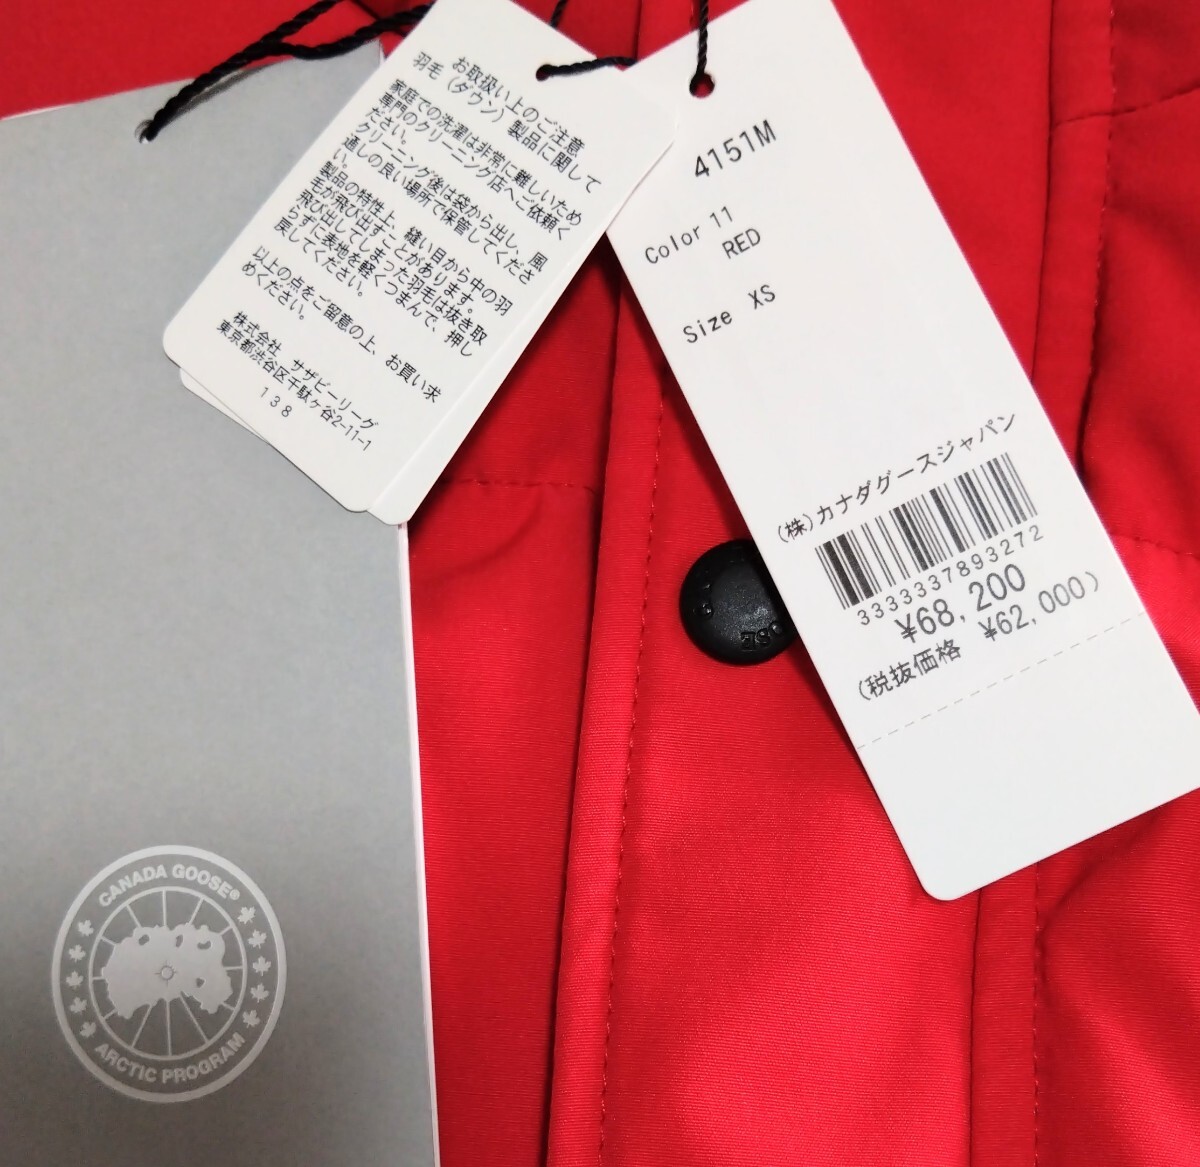 お取扱い上のご注意
羽毛(ダウン)製品に関して
家庭での洗濯は非常に難しいため
専門のクリーニング店へご依頼く
ださい。
クリーニング後は袋から出し、風
通しの良い場所で保管してくださ
い。
製品の特性上、縫い目から中の羽
毛が飛び出すことがあります。
飛び出してしまった羽毛は抜き取
らずに表地を軽くつまんで、押し
戻してください。
以上の点をご留意の上、お買い求
めください。
株式会社 サザビーリーグ
東京都渋谷区千駄ヶ谷2-11-1
138
4151M
Color 11
RED
Size XS
(株)カナダグースジャパン
3333337893272
¥68,200
(税抜価格 ¥62,000)
CANADA GOOSE®
ARCTIC PROGRAM